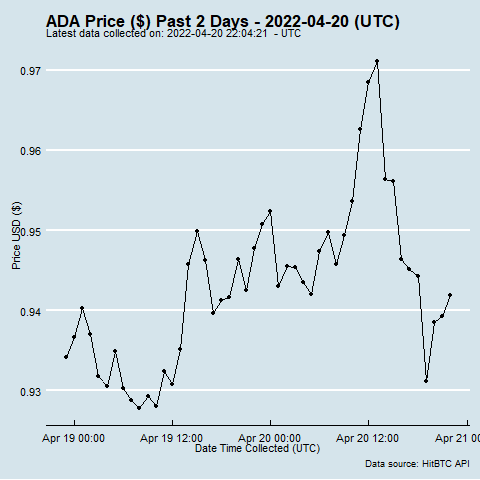 ADA Price ($) Past 2 Days - 2022-04-20 (UTC)
Latest data collected on: 2022-04-20 22:04:21 - UTC
0.97
0.96
0.95
0.94
0.93
Price USD ($)
Apr 19 00:00
Apr 19 12:00
Apr 20 00:00
Apr 20 12:00
Apr 21 0
Date Time Collected (UTC)
Data source: HitBTC API